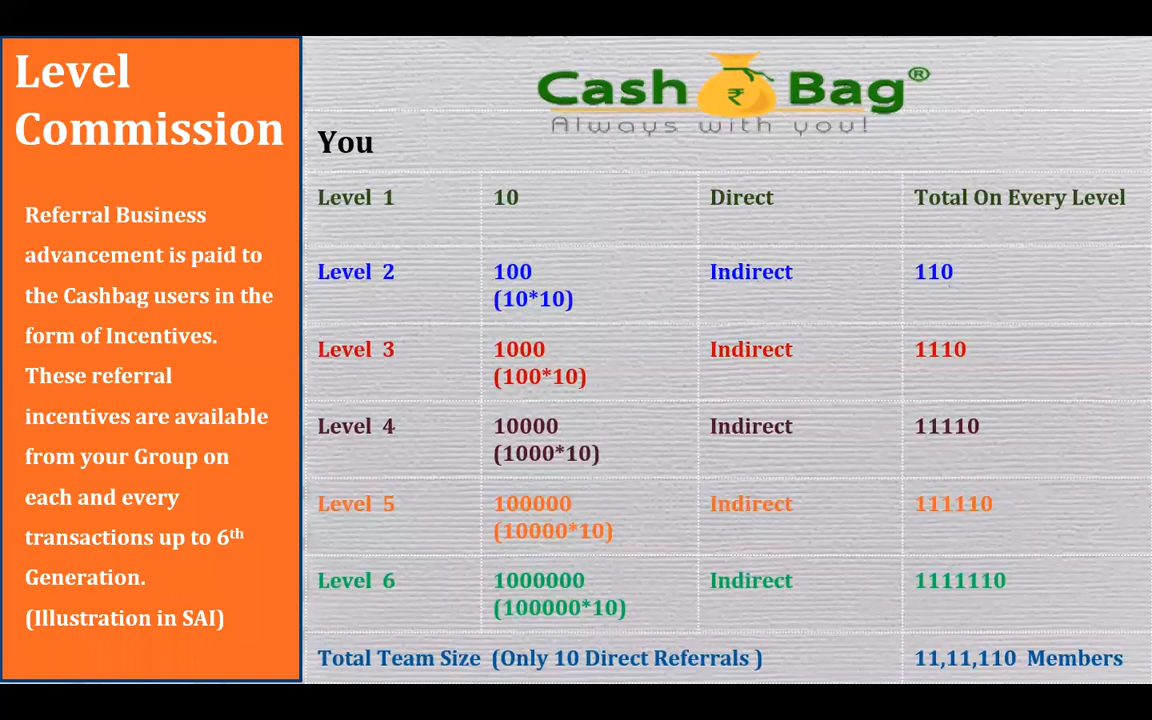 Level
Commission
Referral Business
advancement is paid to
the Cashbag users in the
form of Incentives.
These referral
incentives are available
from your Group on
each and every
transactions up to 6th
Generation.
(Illustration in SAI)
Cash ₹ Bag®
Always with you!
You
Level 1 10 Direct Total On Every Level
Level 2 100 Indirect 110
(10*10)
Level 3 1000 Indirect 1110
(100*10)
Level 4 10000 Indirect 11110
(1000*10)
Level 5 100000 Indirect 111110
(10000*10)
Level 6 1000000 Indirect 1111110
(100000*10)
Total Team Size (Only 10 Direct Referrals ) 11,11,110 Members